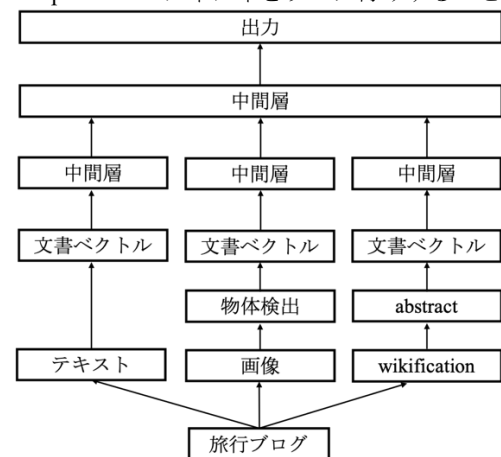 出力
中間層
中間層 中間層 中間層
文書ベクトル 文書ベクトル 文書ベクトル
物体検出 abstract
テキスト 画像 wikification
旅行ブログ